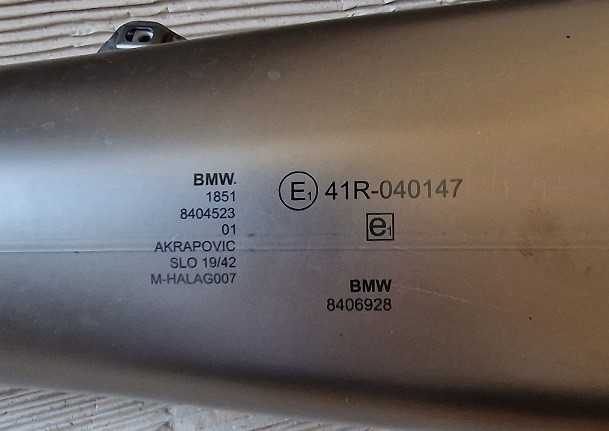 BMW.
1851
8404523
01
AKRAPOVIC
SLO 19/42
M-HALAG007
E1 41R-040147
e1
BMW
8406928